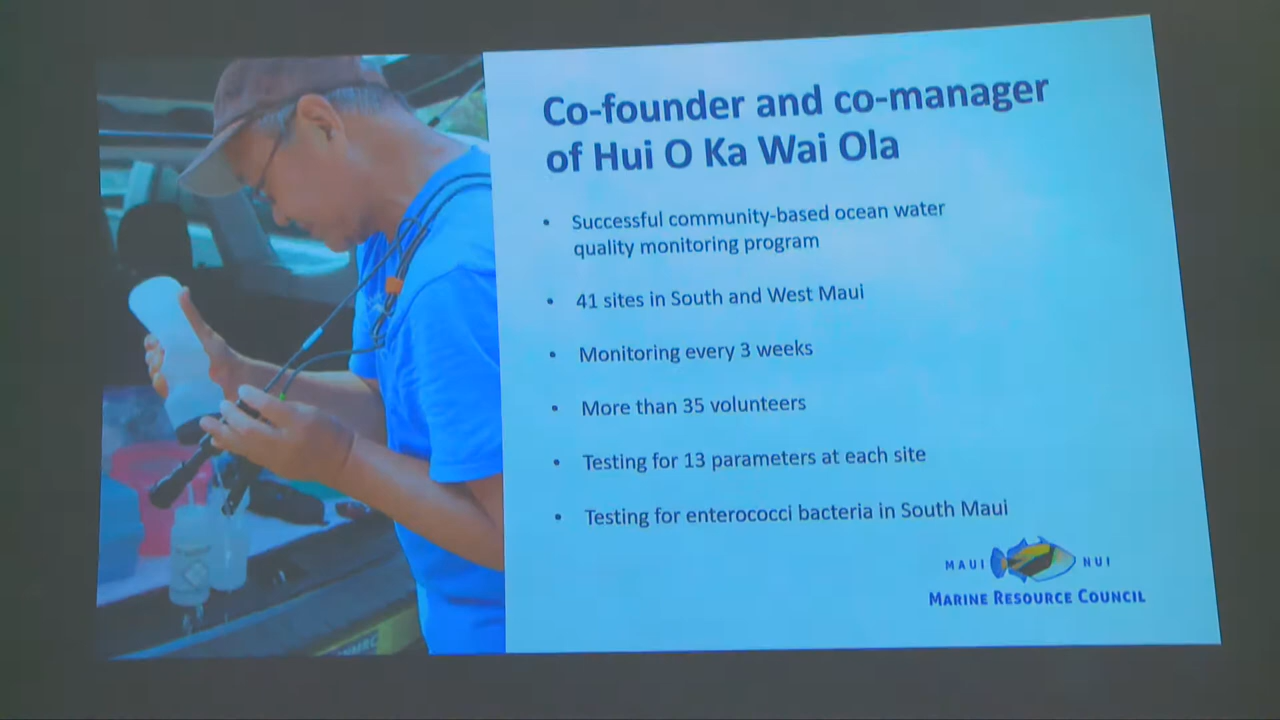 Co-founder and co-manager
of Hui O Ka Wai Ola
• Successful community-based ocean water
quality monitoring program
• 41 sites in South and West Maui
• Monitoring every 3 weeks
• More than 35 volunteers
• Testing for 13 parameters at each site
• Testing for enterococci bacteria in South Maui
MAUI NUI
MARINE RESOURCE COUNCIL